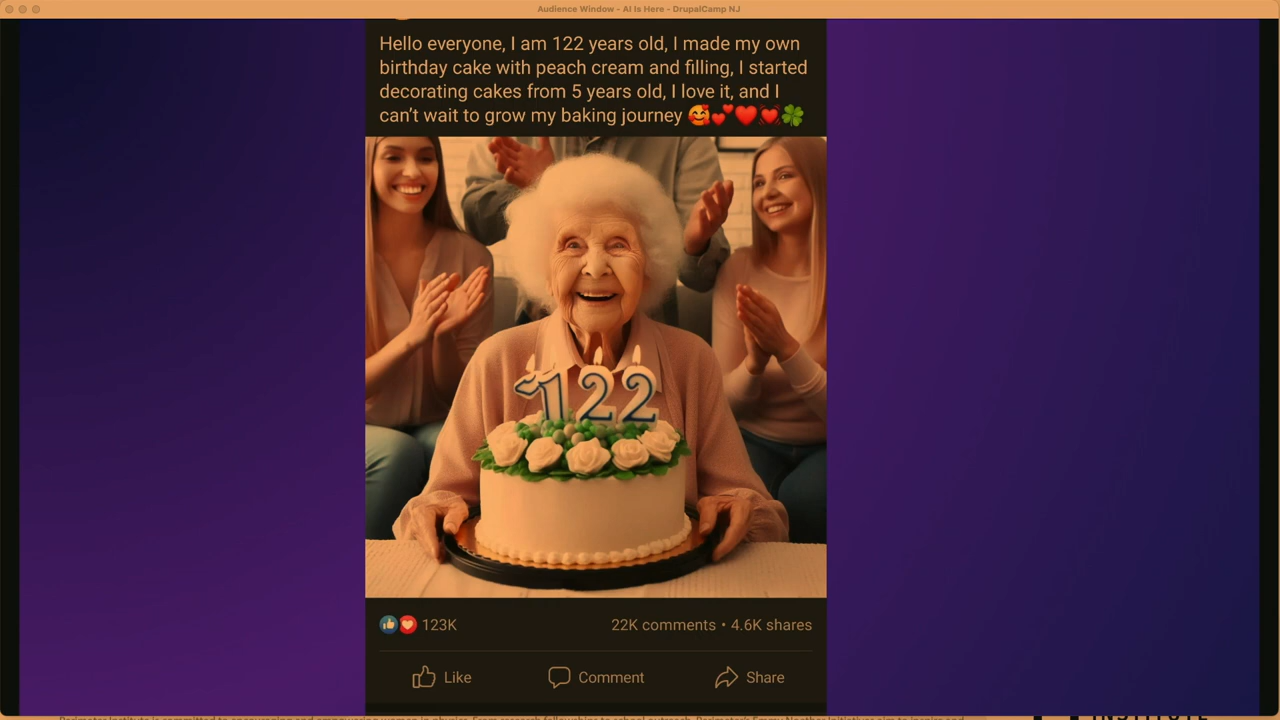 Audience Window - AI Is Here - DrupalCamp NJ
Hello everyone, I am 122 years old, I made my own
birthday cake with peach cream and filling, I started
decorating cakes from 5 years old, I love it, and I
can't wait to grow my baking journey 🥰💕❤️💓🍀
122
123K
22K comments • 4.6K shares
Like
Comment
Share